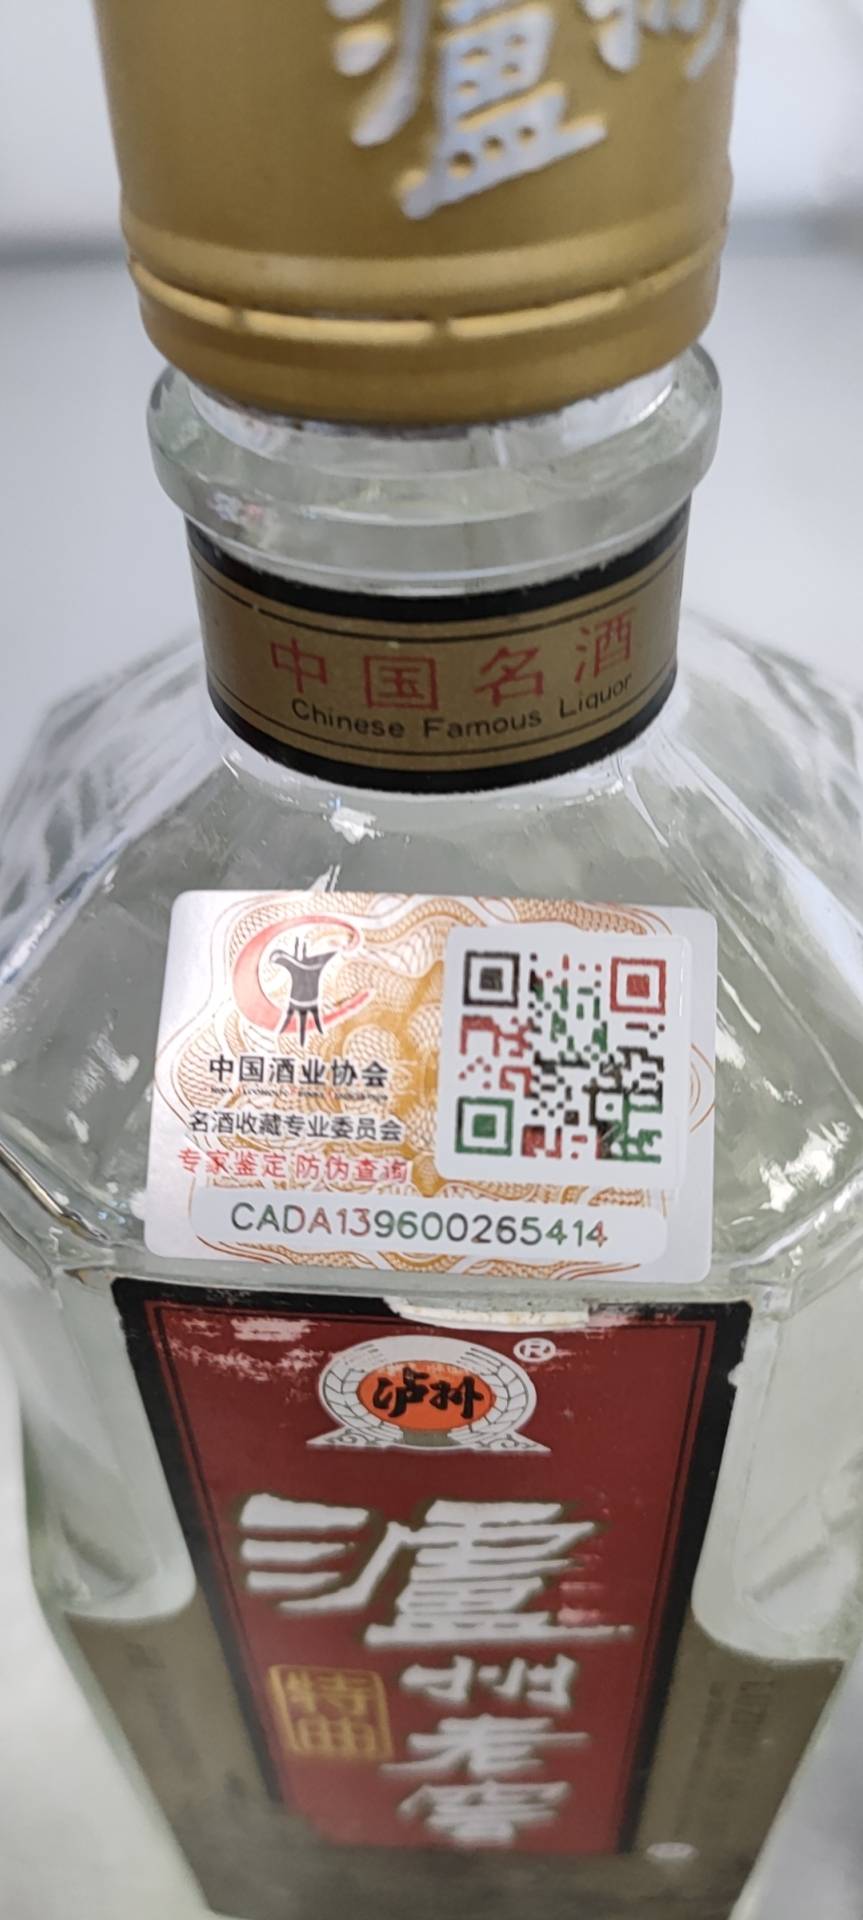 瀘州
中国名酒
Chinese Famous Liquor
中国酒业协会
名酒收藏专业委员会
专家鉴定 防伪查询
CADA139600265414
®
泸州
瀘
州
老
窖
特曲